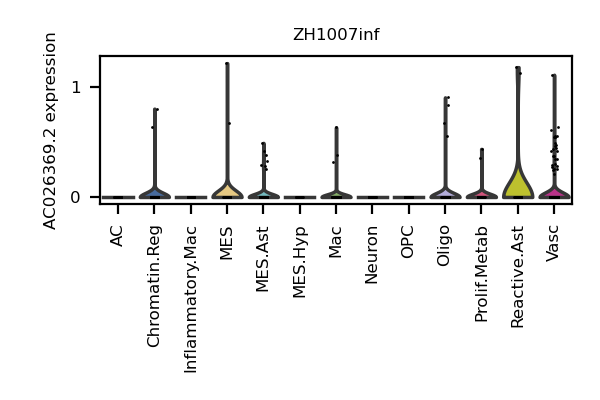 ZH1007inf
AC026369.2 expression
1
0
AC
Chromatin.Reg
Inflammatory.Mac
MES
MES.Ast
MES.Hyp
Mac
Neuron
OPC
Oligo
Prolif.Metab
Reactive.Ast
Vasc